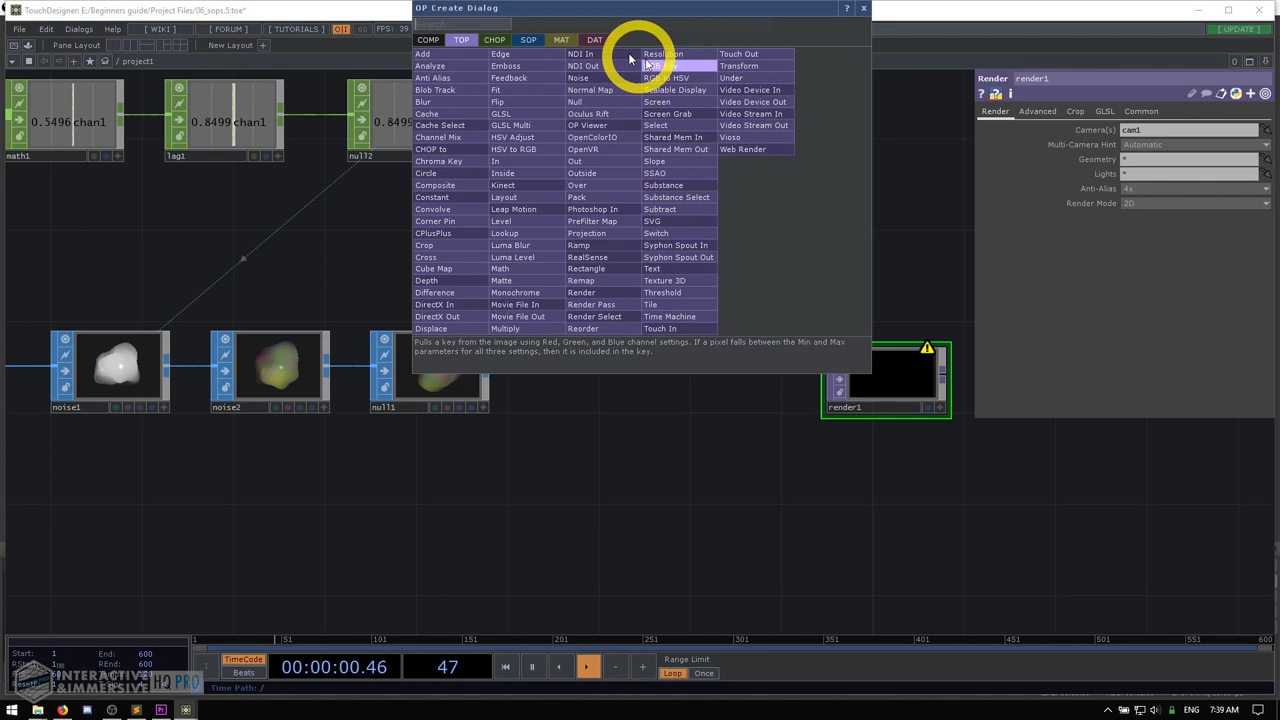 TouchDesigner: E:/Beginners guide/Project Files/06_sops.toe*
OP Create Dialog
? x
File Edit Dialogs [ WIKI ] [ FORUM ] [ TUTORIALS ] OI! 60 FPS: 39
[ UPDATE ]
Search
Pane Layout New Layout +
COMP TOP CHOP SOP MAT DAT
/ project1
Add Edge NDI In Resolution Touch Out
Analyze Emboss NDI Out RGB Key Transform
Anti Alias Feedback Noise RGB to HSV Under
Blob Track Fit Normal Map Scalable Display Video Device In
Blur Flip Null Screen Video Device Out
Cache GLSL Oculus Rift Screen Grab Video Stream In
Cache Select GLSL Multi OP Viewer Select Video Stream Out
Channel Mix HSV Adjust OpenColorIO Shared Mem In Vioso
CHOP to HSV to RGB OpenVR Shared Mem Out Web Render
Chroma Key In Out Slope
Circle Inside Outside SSAO
Composite Kinect Over Substance
Constant Layout Pack Substance Select
Convolve Leap Motion Photoshop In Subtract
Corner Pin Level PreFilter Map SVG
CPlusPlus Lookup Projection Switch
Crop Luma Blur Ramp Syphon Spout In
Cross Luma Level RealSense Syphon Spout Out
Cube Map Math Rectangle Text
Depth Matte Remap Texture 3D
Difference Monochrome Render Threshold
DirectX In Movie File In Render Pass Tile
DirectX Out Movie File Out Render Select Time Machine
Displace Multiply Reorder Touch In
Pulls a key from the image using Red, Green, and Blue channel settings. If a pixel falls between the Min and Max
parameters for all three settings, then it is included in the key.
0.5496 chan1 0.8499 chan1 0.8499
math1 lag1 null2
Render render1
Render Advanced Crop GLSL Common
Camera(s) cam1
Multi-Camera Hint Automatic
Geometry *
Lights *
Anti-Alias 4x
Render Mode 2D
noise1 noise2 null1 render1
1 51 101 151 201 251 301 351 401 451 501 551 600
Start: 1 End: 600
REnd: 600
TimeCode
Beats
00:00:00.46 47
Range Limit
Loop Once
Time Path: /
INTERACTIVE
& IMMERSIVE HQ PRO
7:39 AM